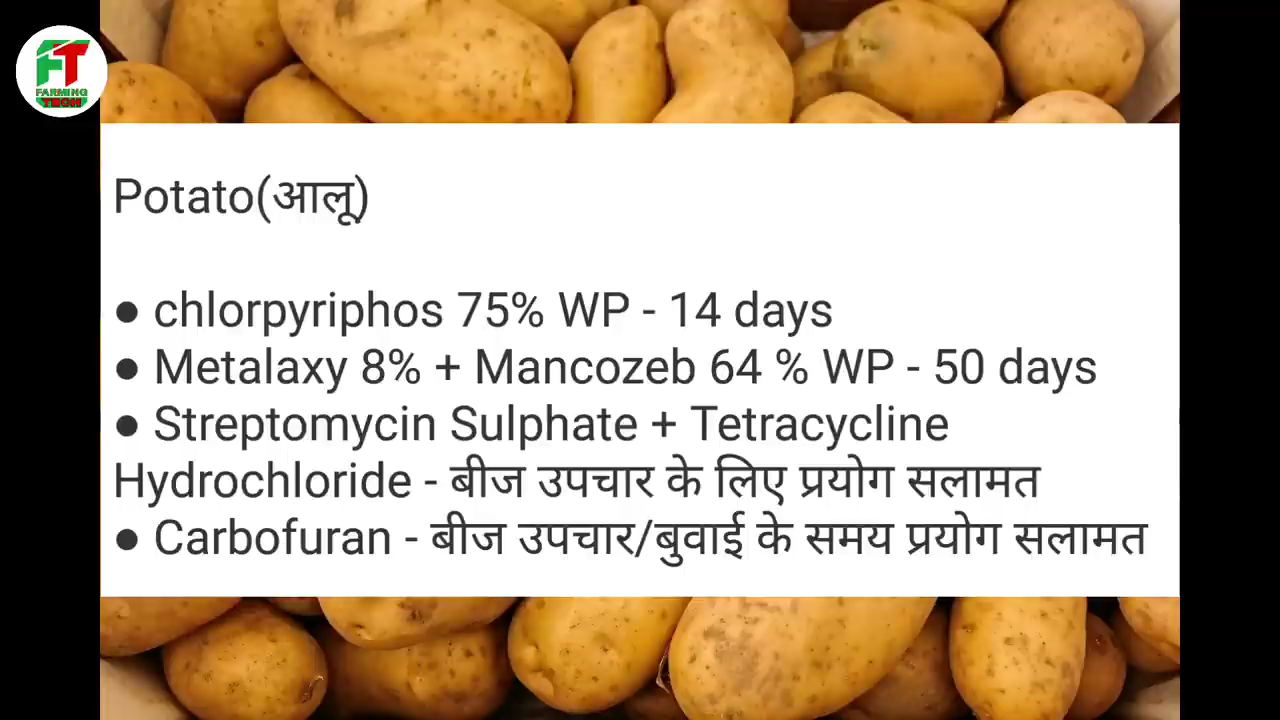 FT
FARMING
TECH
Potato(आलू)
● chlorpyriphos 75% WP - 14 days
● Metalaxy 8% + Mancozeb 64 % WP - 50 days
● Streptomycin Sulphate + Tetracycline
Hydrochloride - बीज उपचार के लिए प्रयोग सलामत
● Carbofuran - बीज उपचार/बुवाई के समय प्रयोग सलामत